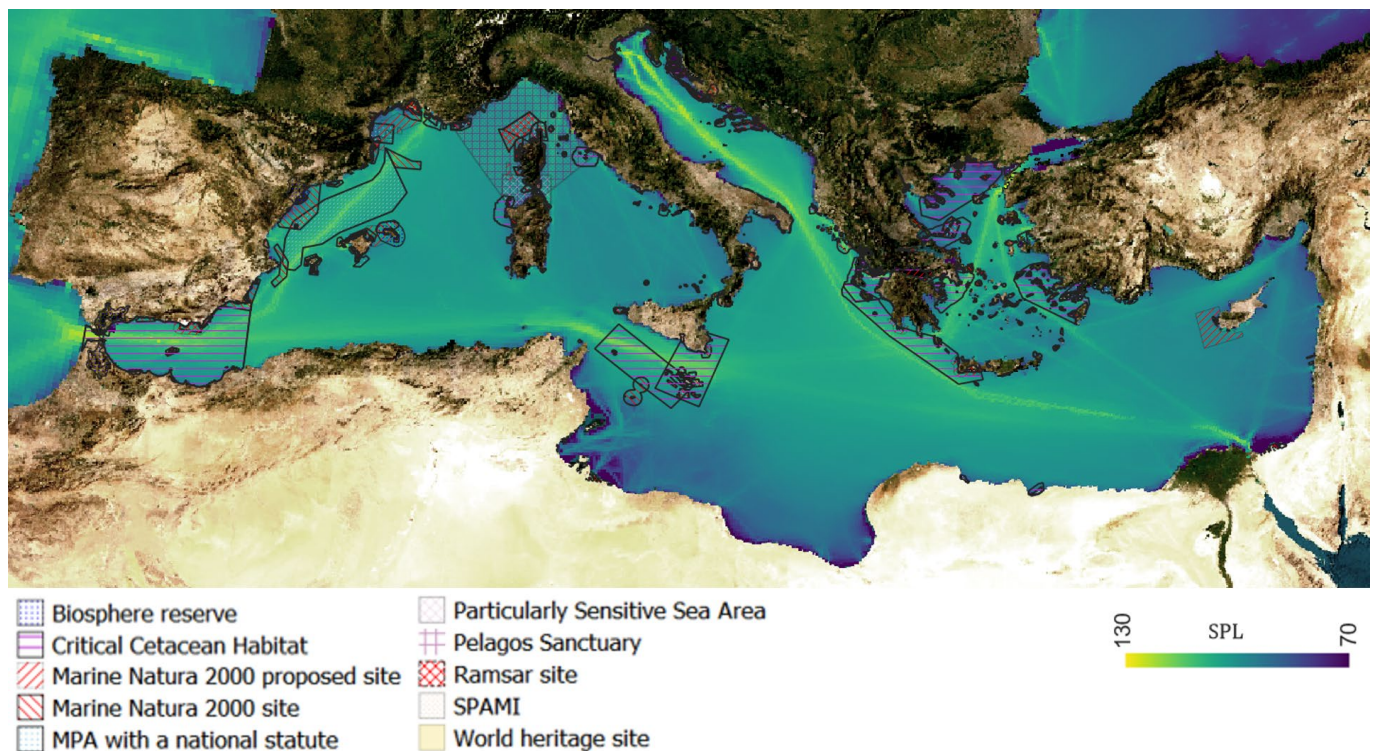 Biosphere reserve
Critical Cetacean Habitat
Marine Natura 2000 proposed site
Marine Natura 2000 site
MPA with a national statute
Particularly Sensitive Sea Area
Pelagos Sanctuary
Ramsar site
SPAMI
World heritage site
130 SPL 70